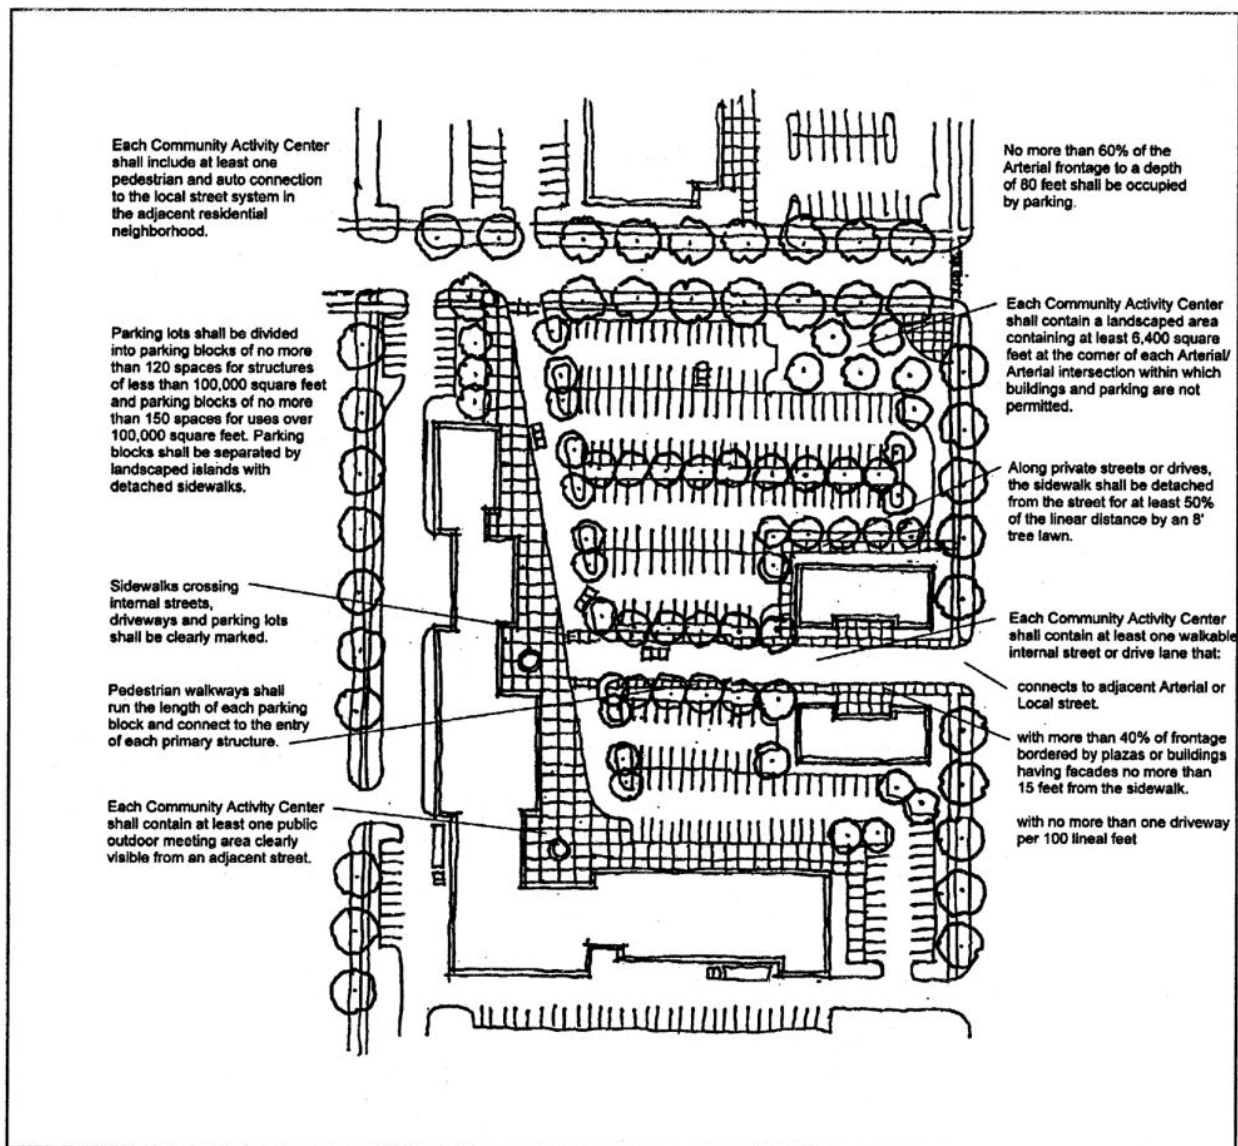 Each Community Activity Center
shall include at least one
pedestrian and auto connection
to the local street system in
the adjacent residential
neighborhood.
Parking lots shall be divided
into parking blocks of no more
than 120 spaces for structures
of less than 100,000 square feet
and parking blocks of no more
than 150 spaces for uses over
100,000 square feet. Parking
blocks shall be separated by
landscaped islands with
detached sidewalks.
Sidewalks crossing
internal streets,
driveways and parking lots
shall be clearly marked.
Pedestrian walkways shall
run the length of each parking
block and connect to the entry
of each primary structure.
Each Community Activity Center
shall contain at least one public
outdoor meeting area clearly
visible from an adjacent street.
No more than 60% of the
Arterial frontage to a depth
of 80 feet shall be occupied
by parking.
Each Community Activity Center
shall contain a landscaped area
containing at least 6,400 square
feet at the corner of each Arterial/
Arterial intersection within which
buildings and parking are not
permitted.
Along private streets or drives,
the sidewalk shall be detached
from the street for at least 50%
of the linear distance by an 8'
tree lawn.
Each Community Activity Center
shall contain at least one walkable
internal street or drive lane that:
connects to adjacent Arterial or
Local street.
with more than 40% of frontage
bordered by plazas or buildings
having facades no more than
15 feet from the sidewalk.
with no more than one driveway
per 100 lineal feet